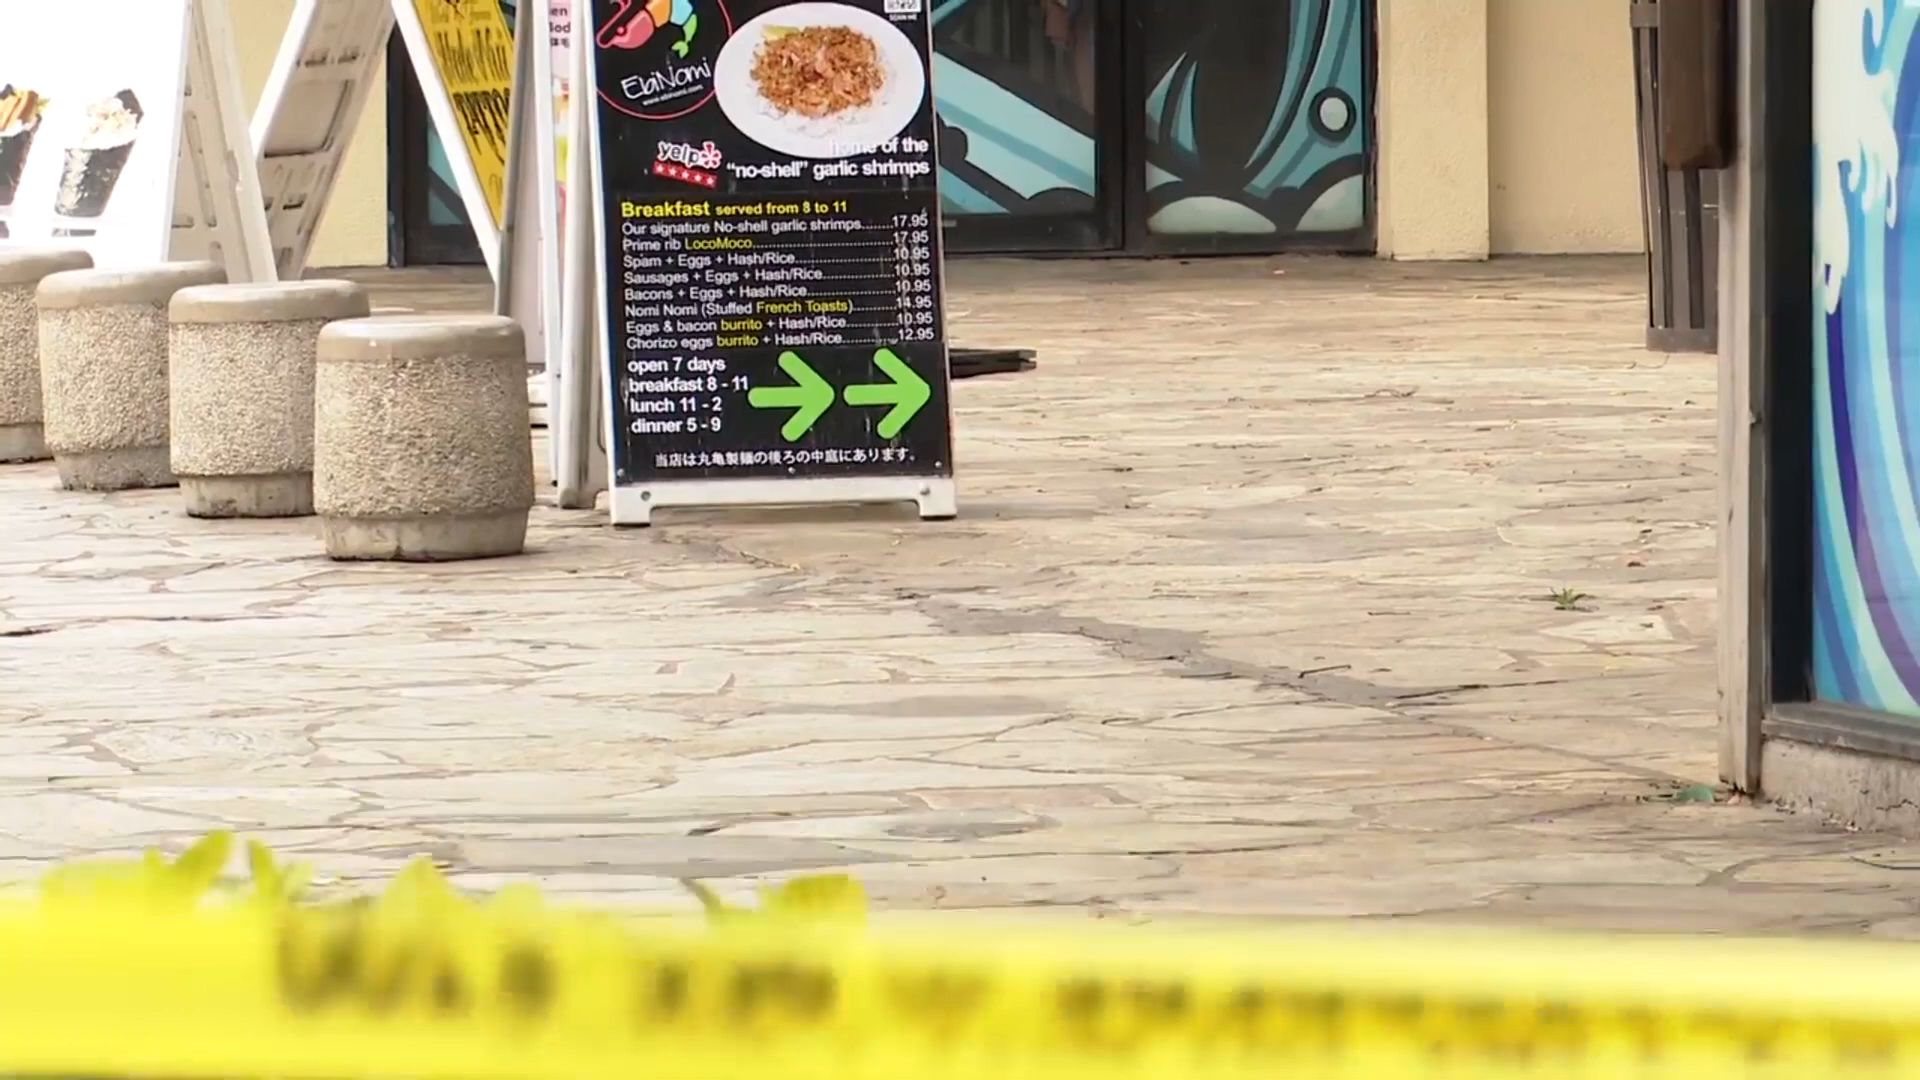 SCAN ME
EbiNomi
www.ebinomi.com
yelp
home of the
"no-shell" garlic shrimps
Breakfast served from 8 to 11
Our signature No-shell garlic shrimps.......17.95
Prime rib LocoMoco..................................17.95
Spam + Eggs + Hash/Rice........................10.95
Sausages + Eggs + Hash/Rice.................10.95
Bacons + Eggs + Hash/Rice.....................10.95
Nomi Nomi (Stuffed French Toasts)..........14.95
Eggs & bacon burrito + Hash/Rice............10.95
Chorizo eggs burrito + Hash/Rice.............12.95
open 7 days
breakfast 8 - 11
lunch 11 - 2
dinner 5 - 9
当店は丸亀製麺の後ろの中庭にあります。